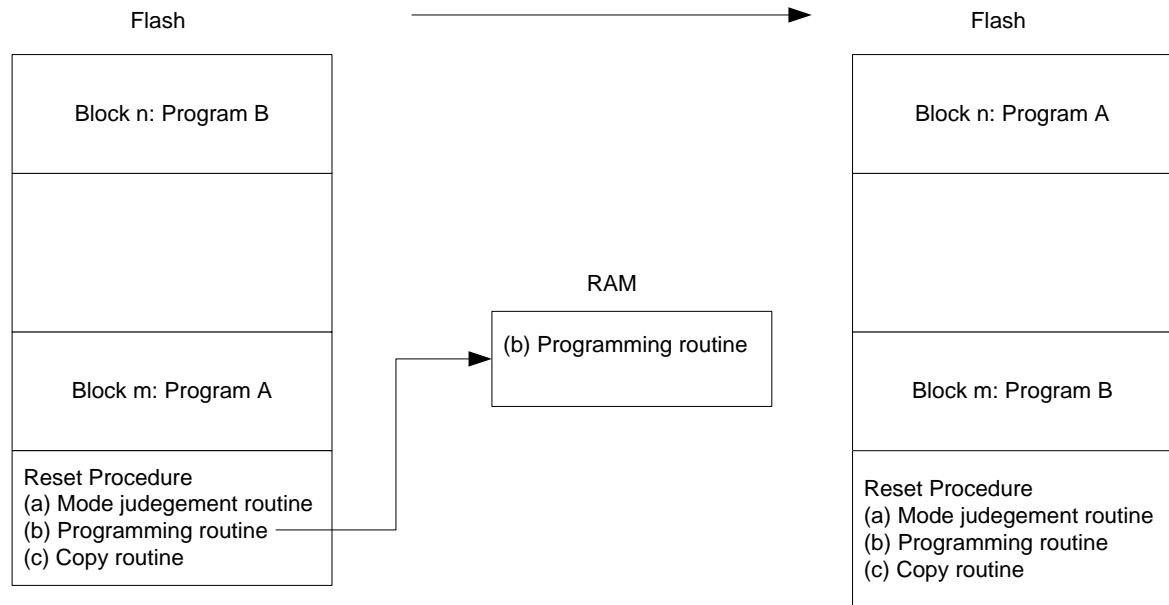 Flash
Flash
Block n: Program B
Block n: Program A
RAM
(b) Programming routine
Block m: Program A
Block m: Program B
Reset Procedure
(a) Mode judegement routine
(b) Programming routine
(c) Copy routine
Reset Procedure
(a) Mode judegement routine
(b) Programming routine
(c) Copy routine